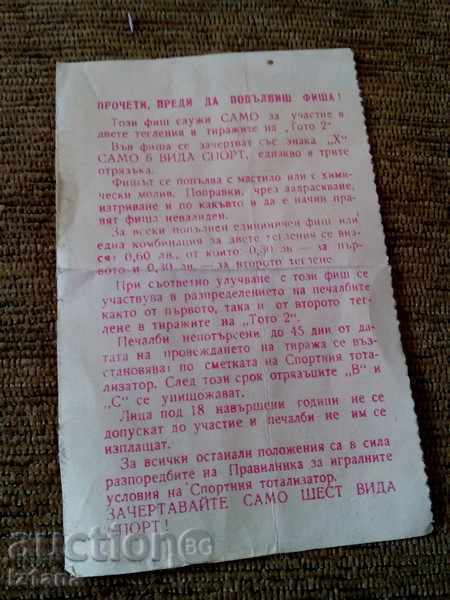 ПРОЧЕТИ, ПРЕДИ ДА ПОПЪЛВИШ ФИША!
Този фиш служи САМО за участие в
двете тегления в тиражите на „Тото 2“.
Във фиша се зачертват със знака „X“
САМО 6 ВИДА СПОРТ, еднакво в трите
отрязъка.
Фишът се попълва с мастило или с хими-
чески молив. Поправки, чрез задраскване,
изтриване и по какъвто и да е начин пра-
вят фиша невалиден.
За всеки попълнен единичен фиш или
една комбинация за двете тегления се вна-
ся: 0,60 лв., от които 0,30 лв. — за пър-
вото и 0,30 лв. — за второто теглене.
При съответно улучване с този фиш се
участвува в разпределението на печалбите
както от първото, така и от второто тег-
лене в тиражите на „Тото 2“.
Печалби непотърсени до 45 дни от да-
тата на провеждането на тиража се въз-
становяват по сметката на Спортния тота-
лизатор. След този срок отрязъците „В“ и
„С“ се унищожават.
Лица под 18 навършени години не се
допускат до участие и печалби не им се
изплащат.
За всички останали положения са в сила
разпоредбите на Правилника за игралните
условия на Спортния тотализатор.
ЗАЧЕРТАВАЙТЕ САМО ШЕСТ ВИДА
СПОРТ!
auction BG
Iziani